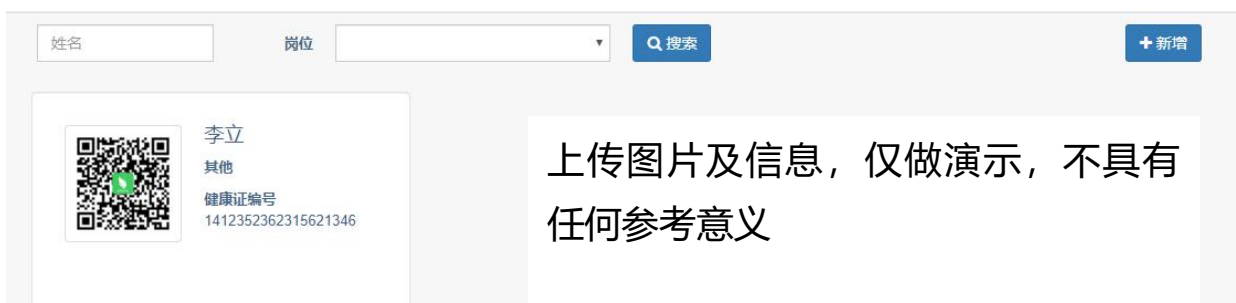 姓名 岗位 搜索 新增
李立
其他
健康证编号
1412352362315621346
上传图片及信息，仅做演示，不具有
任何参考意义